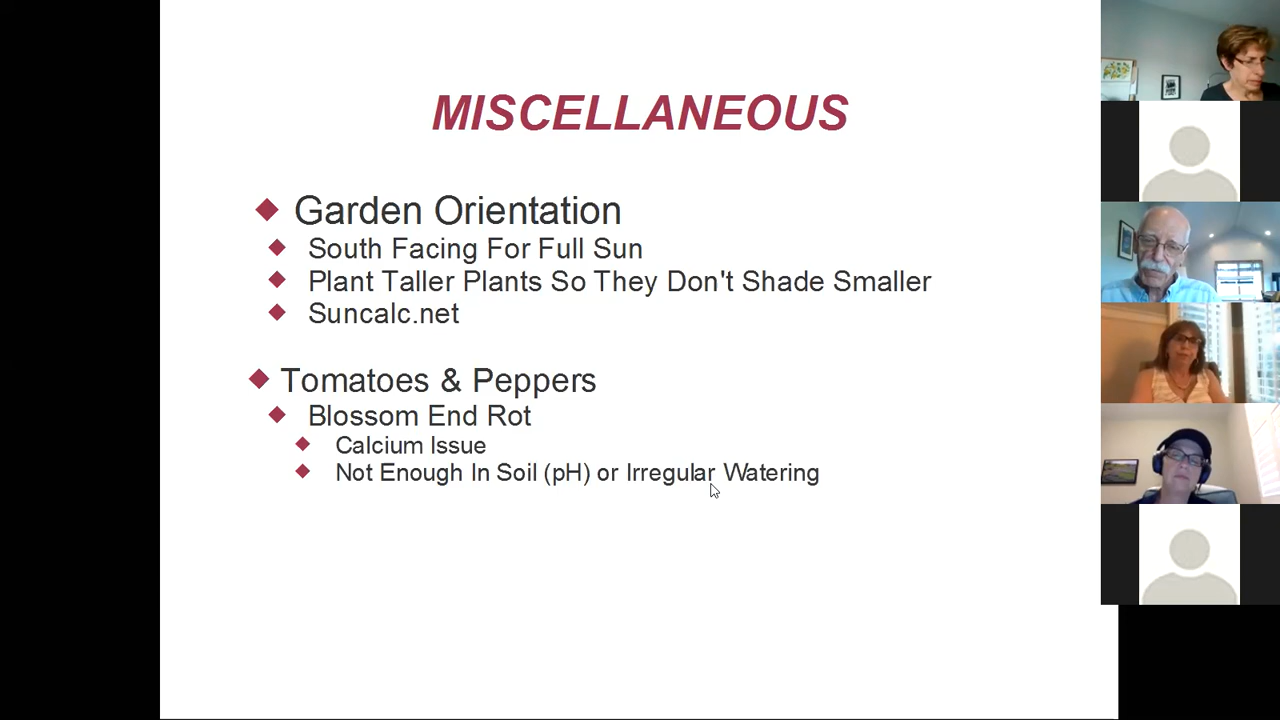 MISCELLANEOUS
Garden Orientation
South Facing For Full Sun
Plant Taller Plants So They Don't Shade Smaller
Suncalc.net
Tomatoes & Peppers
Blossom End Rot
Calcium Issue
Not Enough In Soil (pH) or Irregular Watering